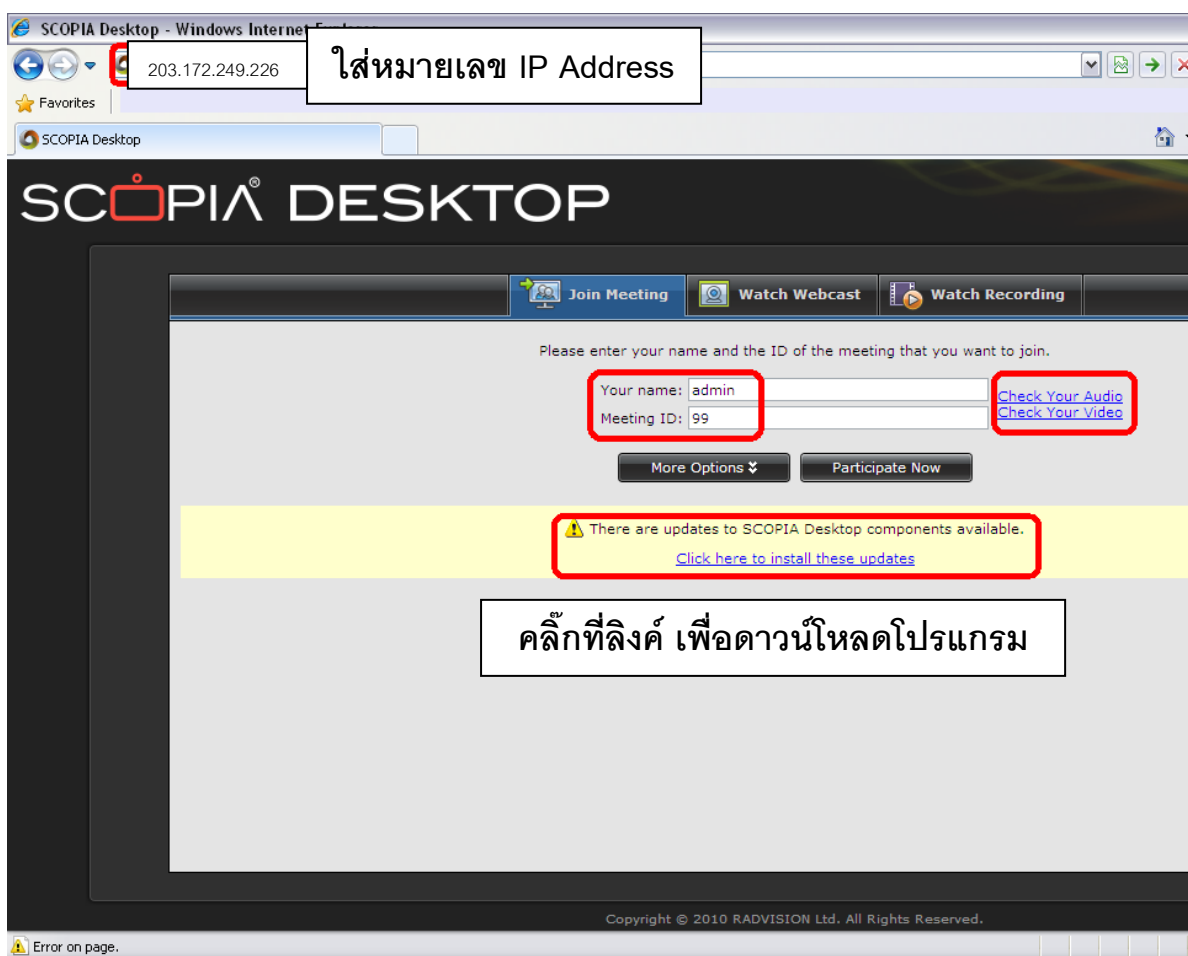 SCOPIA Desktop - Windows Internet
203.172.249.226
ใส่หมายเลข IP Address
Favorites
SCOPIA Desktop
SCOPIA® DESKTOP
Join Meeting
Watch Webcast
Watch Recording
Please enter your name and the ID of the meeting that you want to join.
Your name: admin
Check Your Audio
Meeting ID: 99
Check Your Video
More Options
Participate Now
There are updates to SCOPIA Desktop components available.
Click here to install these updates
คลิ๊กที่ลิงค์ เพื่อดาวน์โหลดโปรแกรม
Copyright © 2010 RADVISION Ltd. All Rights Reserved.
Error on page.